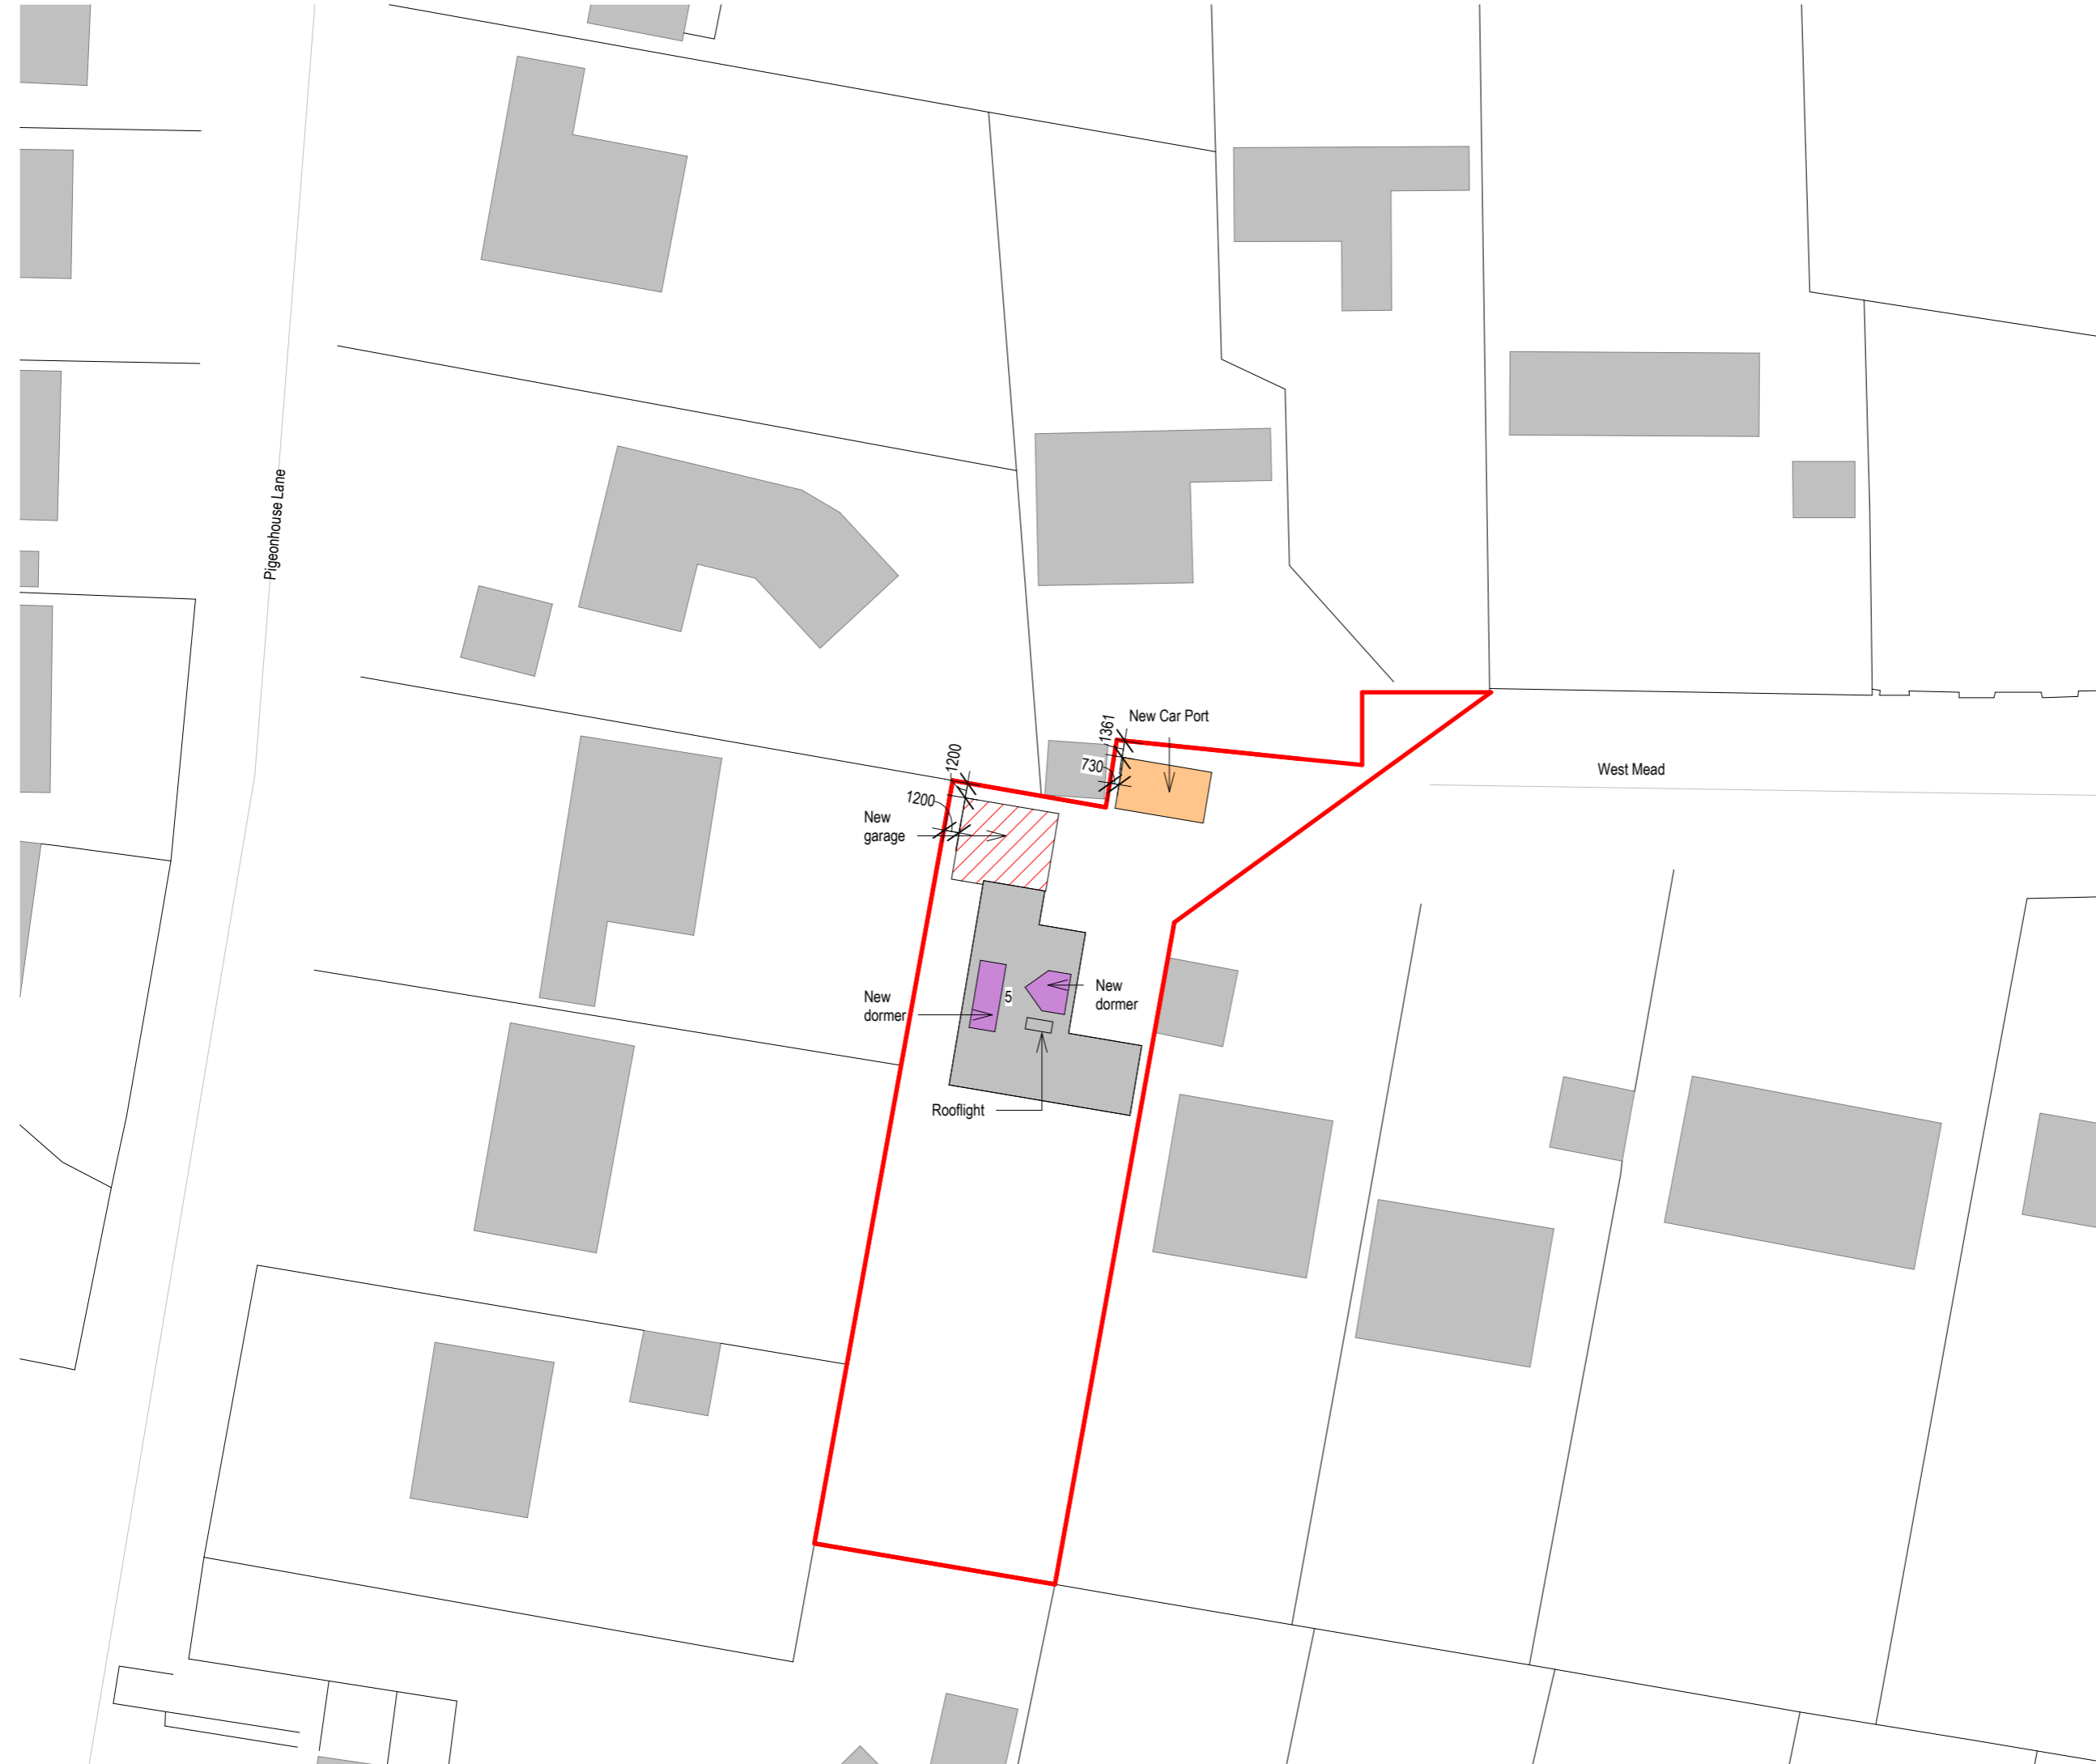 Pigeonhouse Lane
1361
New Car Port
1200
730
West Mead
1200
New
garage
New
dormer
5
New
dormer
Rooflight